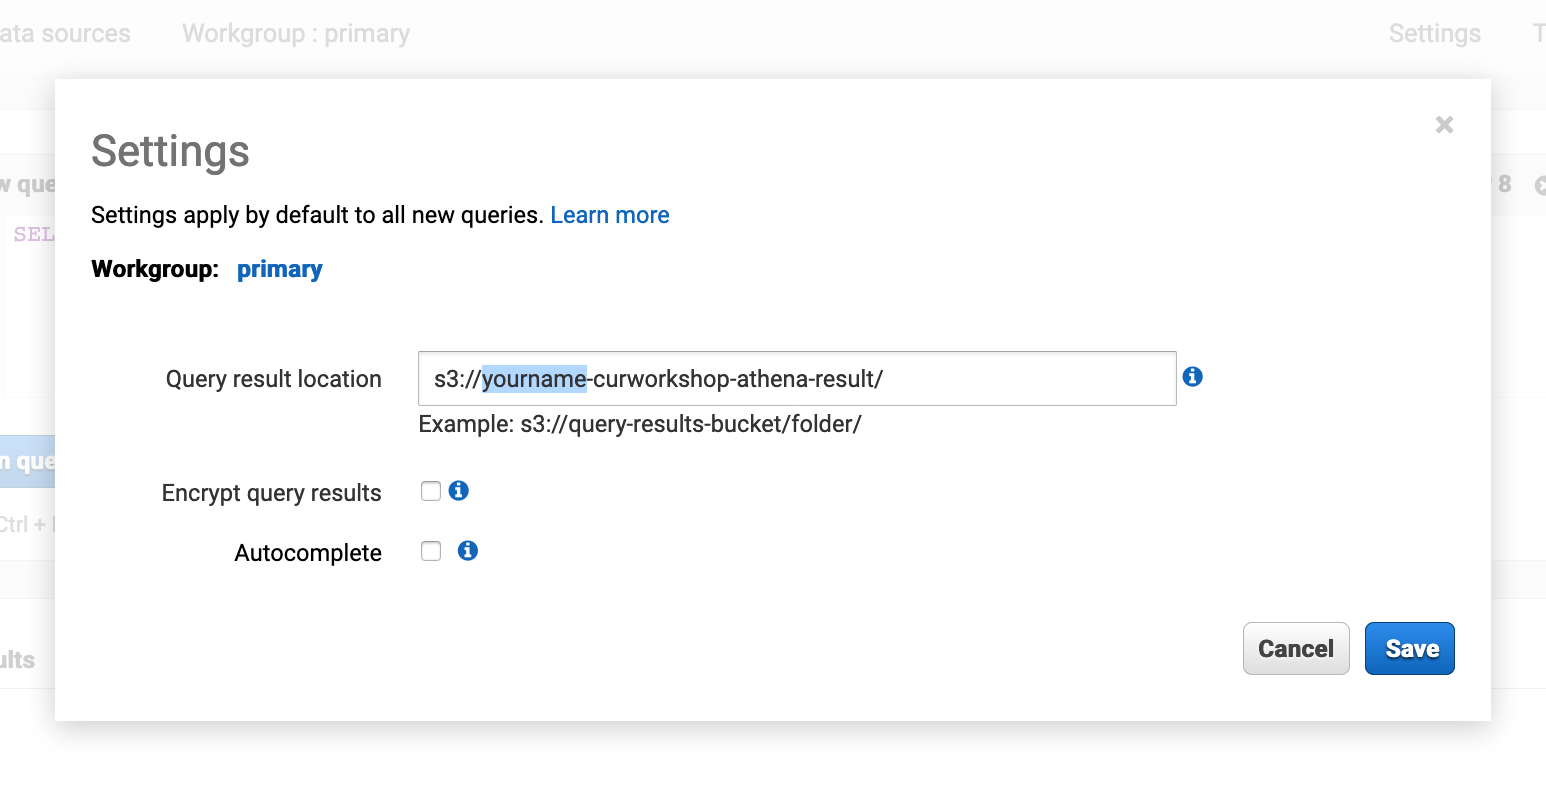 ata sources Workgroup : primary Settings T
Settings
w que 8
Settings apply by default to all new queries. Learn more
SEL
Workgroup: primary
Query result location s3://yourname-curworkshop-athena-result/
Example: s3://query-results-bucket/folder/
n que
Encrypt query results
Ctrl +
Autocomplete
Cancel Save
ults